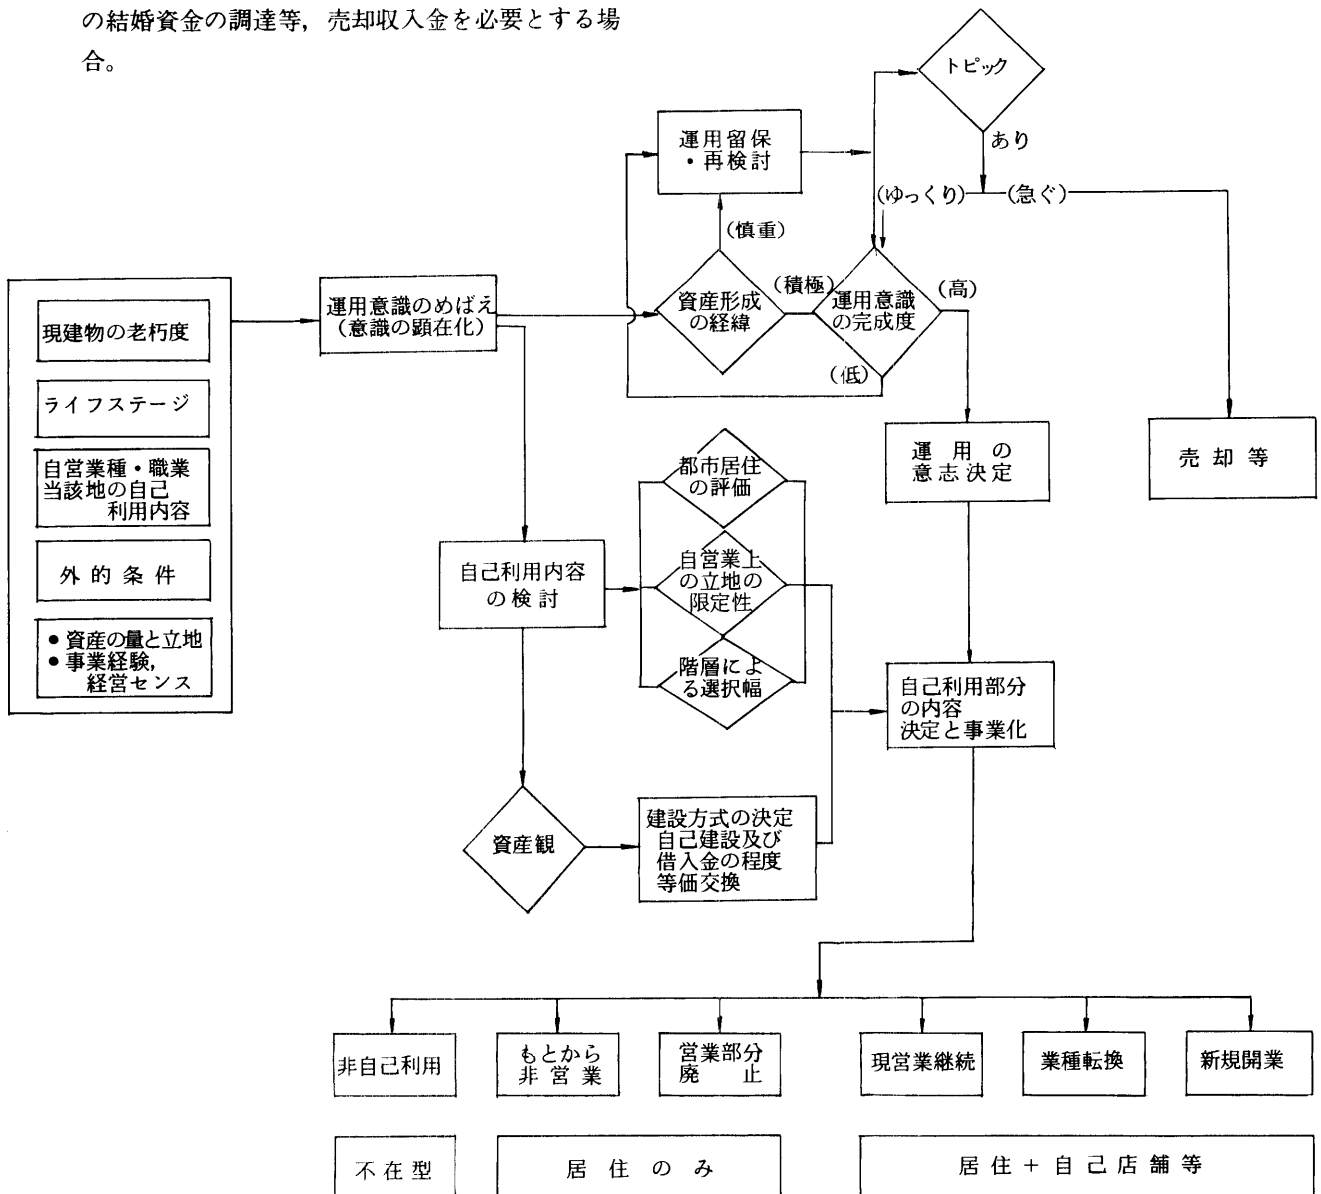 の結婚資金の調達等，売却収入金を必要とする場
合。
トピック
あり
運用留保
・再検討
（ゆっくり）
（急ぐ）
（慎重）
資産形成
の経緯
（積極）
運用意識
の完成度
（高）
（低）
運用意識のめばえ
（意識の顕在化）
現建物の老朽度
ライフステージ
自営業種・職業
当該地の自己
利用内容
外的条件
●資産の量と立地
●事業経験，
経営センス
運用の
意志決定
売却等
都市居住
の評価
自営業上
の立地の
限定性
階層によ
る選択幅
自己利用内容
の検討
自己利用部分
の内容
決定と事業化
資産観
建設方式の決定
自己建設及び
借入金の程度
等価交換
非自己利用
もとから
非営業
営業部分
廃止
現営業継続
業種転換
新規開業
不在型
居住のみ
居住＋自己店舗等